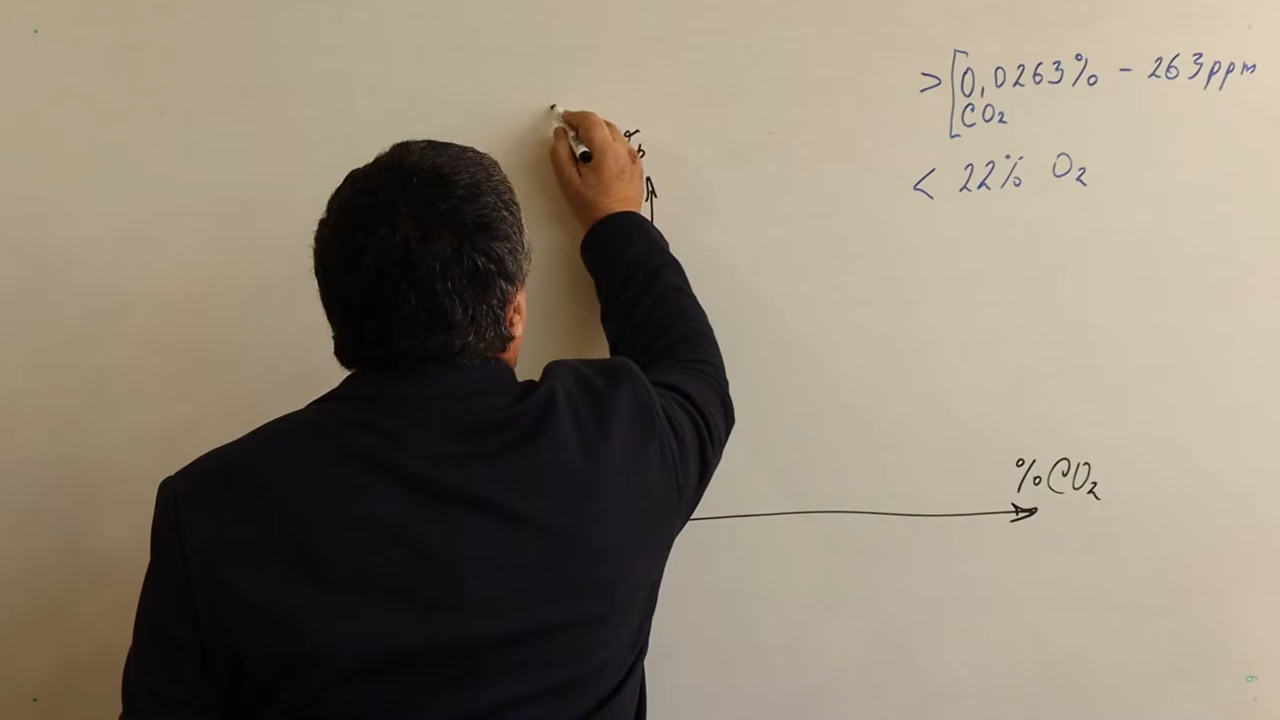 > [0,0263% - 263ppm
CO₂
< 22% O₂
%CO₂